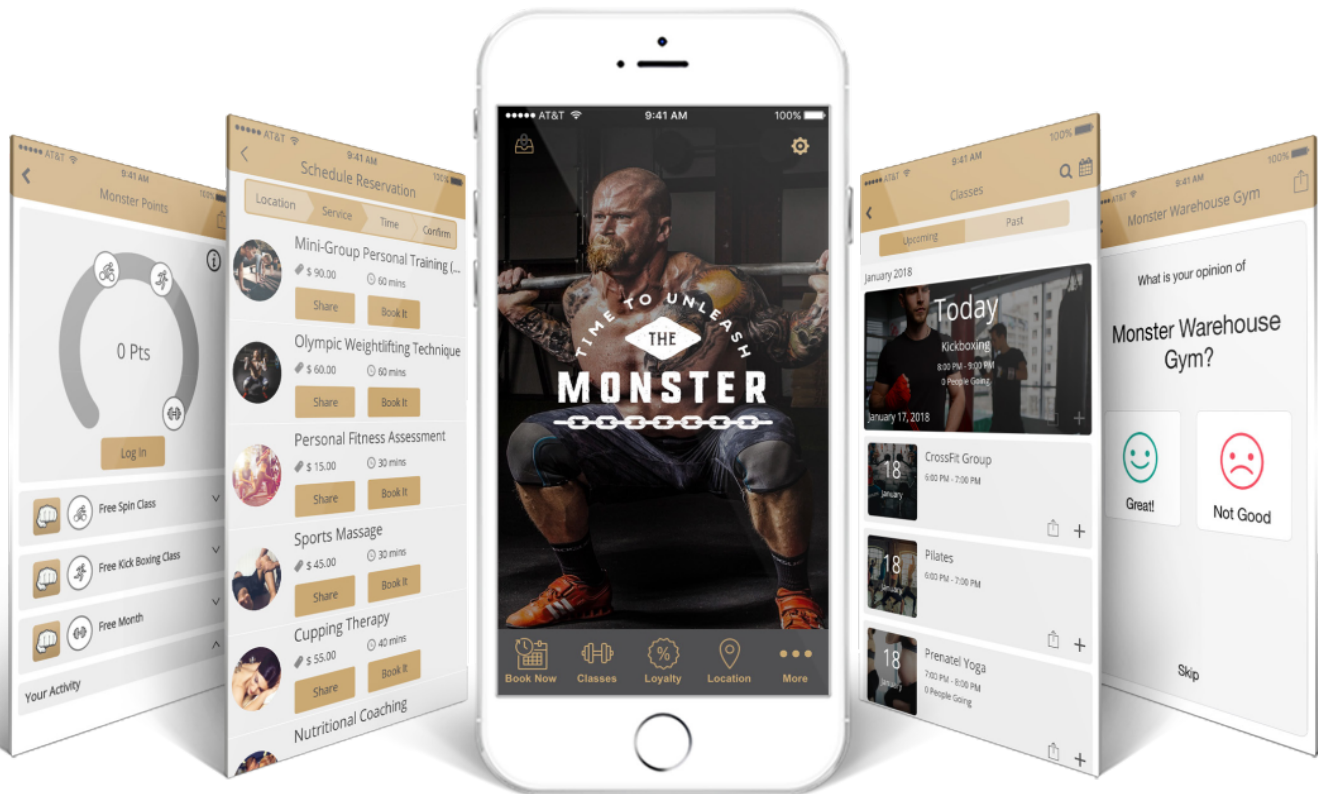 AT&T
9:41 AM
100%
Monster Points
0 Pts
Log In
Free Spin Class
Free Kick Boxing Class
Free Month
Your Activity
AT&T
9:41 AM
100%
Schedule Reservation
Location
Service
Time
Confirm
Mini-Group Personal Training (...
$ 90.00
60 mins
Share
Book It
Olympic Weightlifting Technique
$ 60.00
60 mins
Share
Book It
Personal Fitness Assessment
$ 15.00
30 mins
Share
Book It
Sports Massage
$ 45.00
30 mins
Share
Book It
Cupping Therapy
$ 55.00
40 mins
Share
Book It
Nutritional Coaching
AT&T
9:41 AM
100%
TIME TO UNLEASH
THE
MONSTER
Book Now
Classes
Loyalty
Location
More
AT&T
9:41 AM
100%
Classes
Upcoming
Past
January 2018
Today
Kickboxing
8:00 PM - 9:00 PM
0 People Going
January 17, 2018
18
January
CrossFit Group
6:00 PM - 7:00 PM
18
January
Pilates
6:00 PM - 7:00 PM
18
January
Prenatel Yoga
7:00 PM - 8:00 PM
0 People Going
AT&T
9:41 AM
100%
Monster Warehouse Gym
What is your opinion of
Monster Warehouse
Gym?
Great!
Not Good
Skip